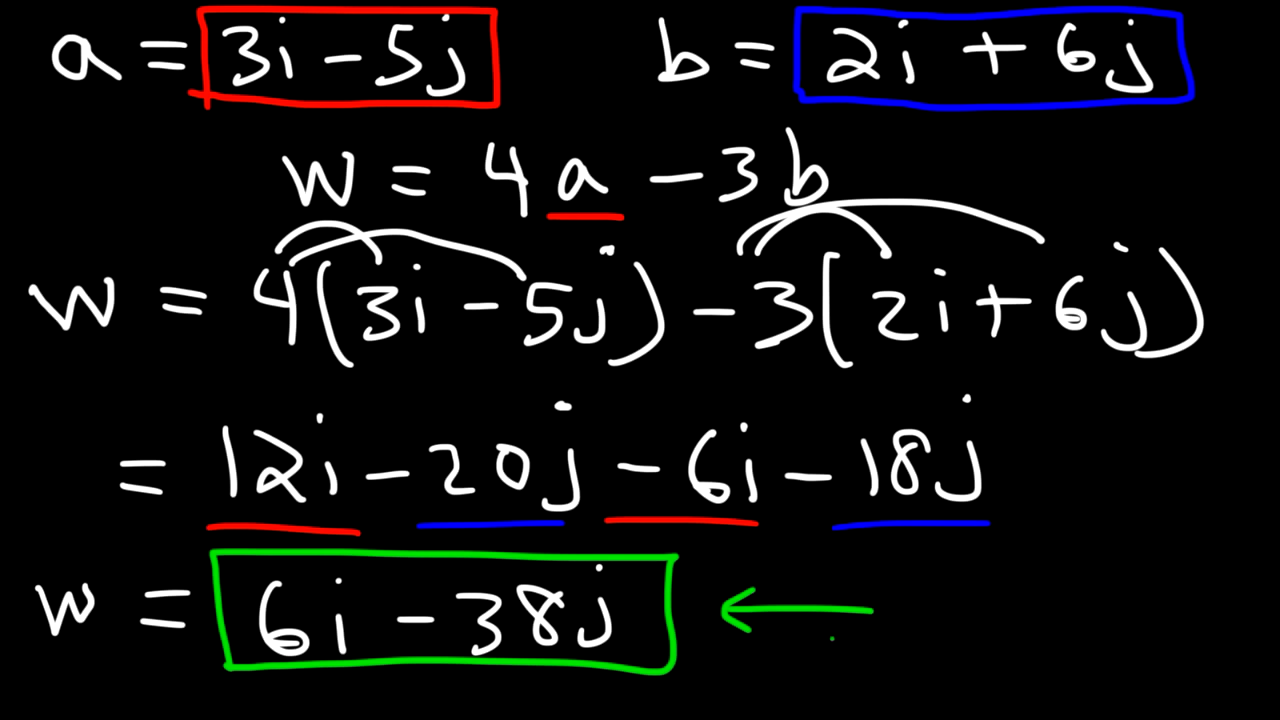 a = 3i - 5j b = 2i + 6j
w = 4a - 3b
w = 4(3i - 5j) - 3(2i + 6j)
= 12i - 20j - 6i - 18j
w = 6i - 38j